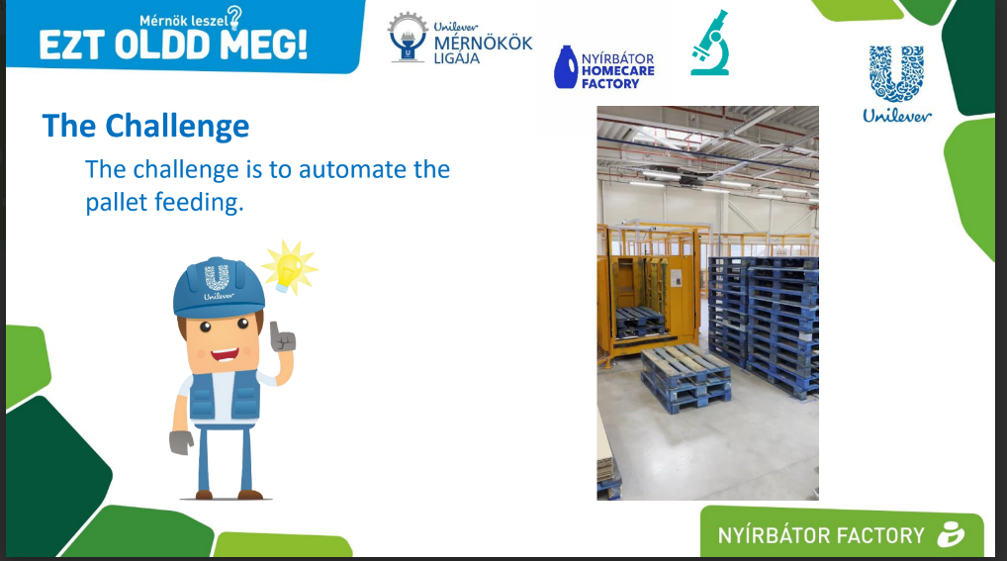 Mérnök leszel?
EZT OLDD MEG!
Unilever
MÉRNÖKÖK
LIGÁJA
NYÍRBÁTOR
HOMECARE
FACTORY
Unilever
The Challenge
The challenge is to automate the
pallet feeding.
Unilever
NYÍRBÁTOR FACTORY